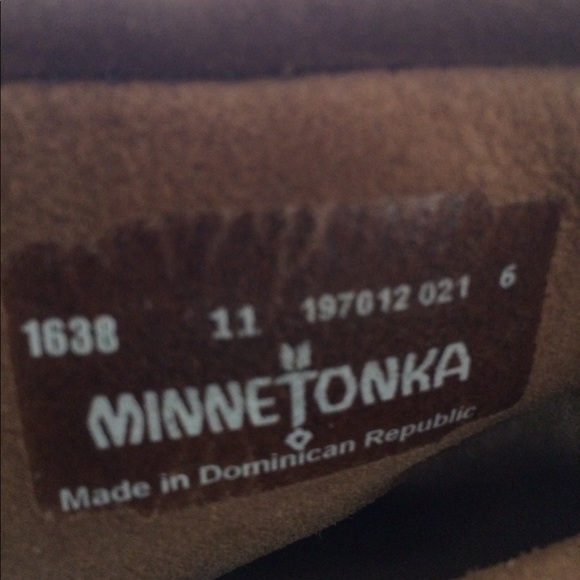 1638 11 197012 021 6
MINNETONKA
Made in Dominican Republic